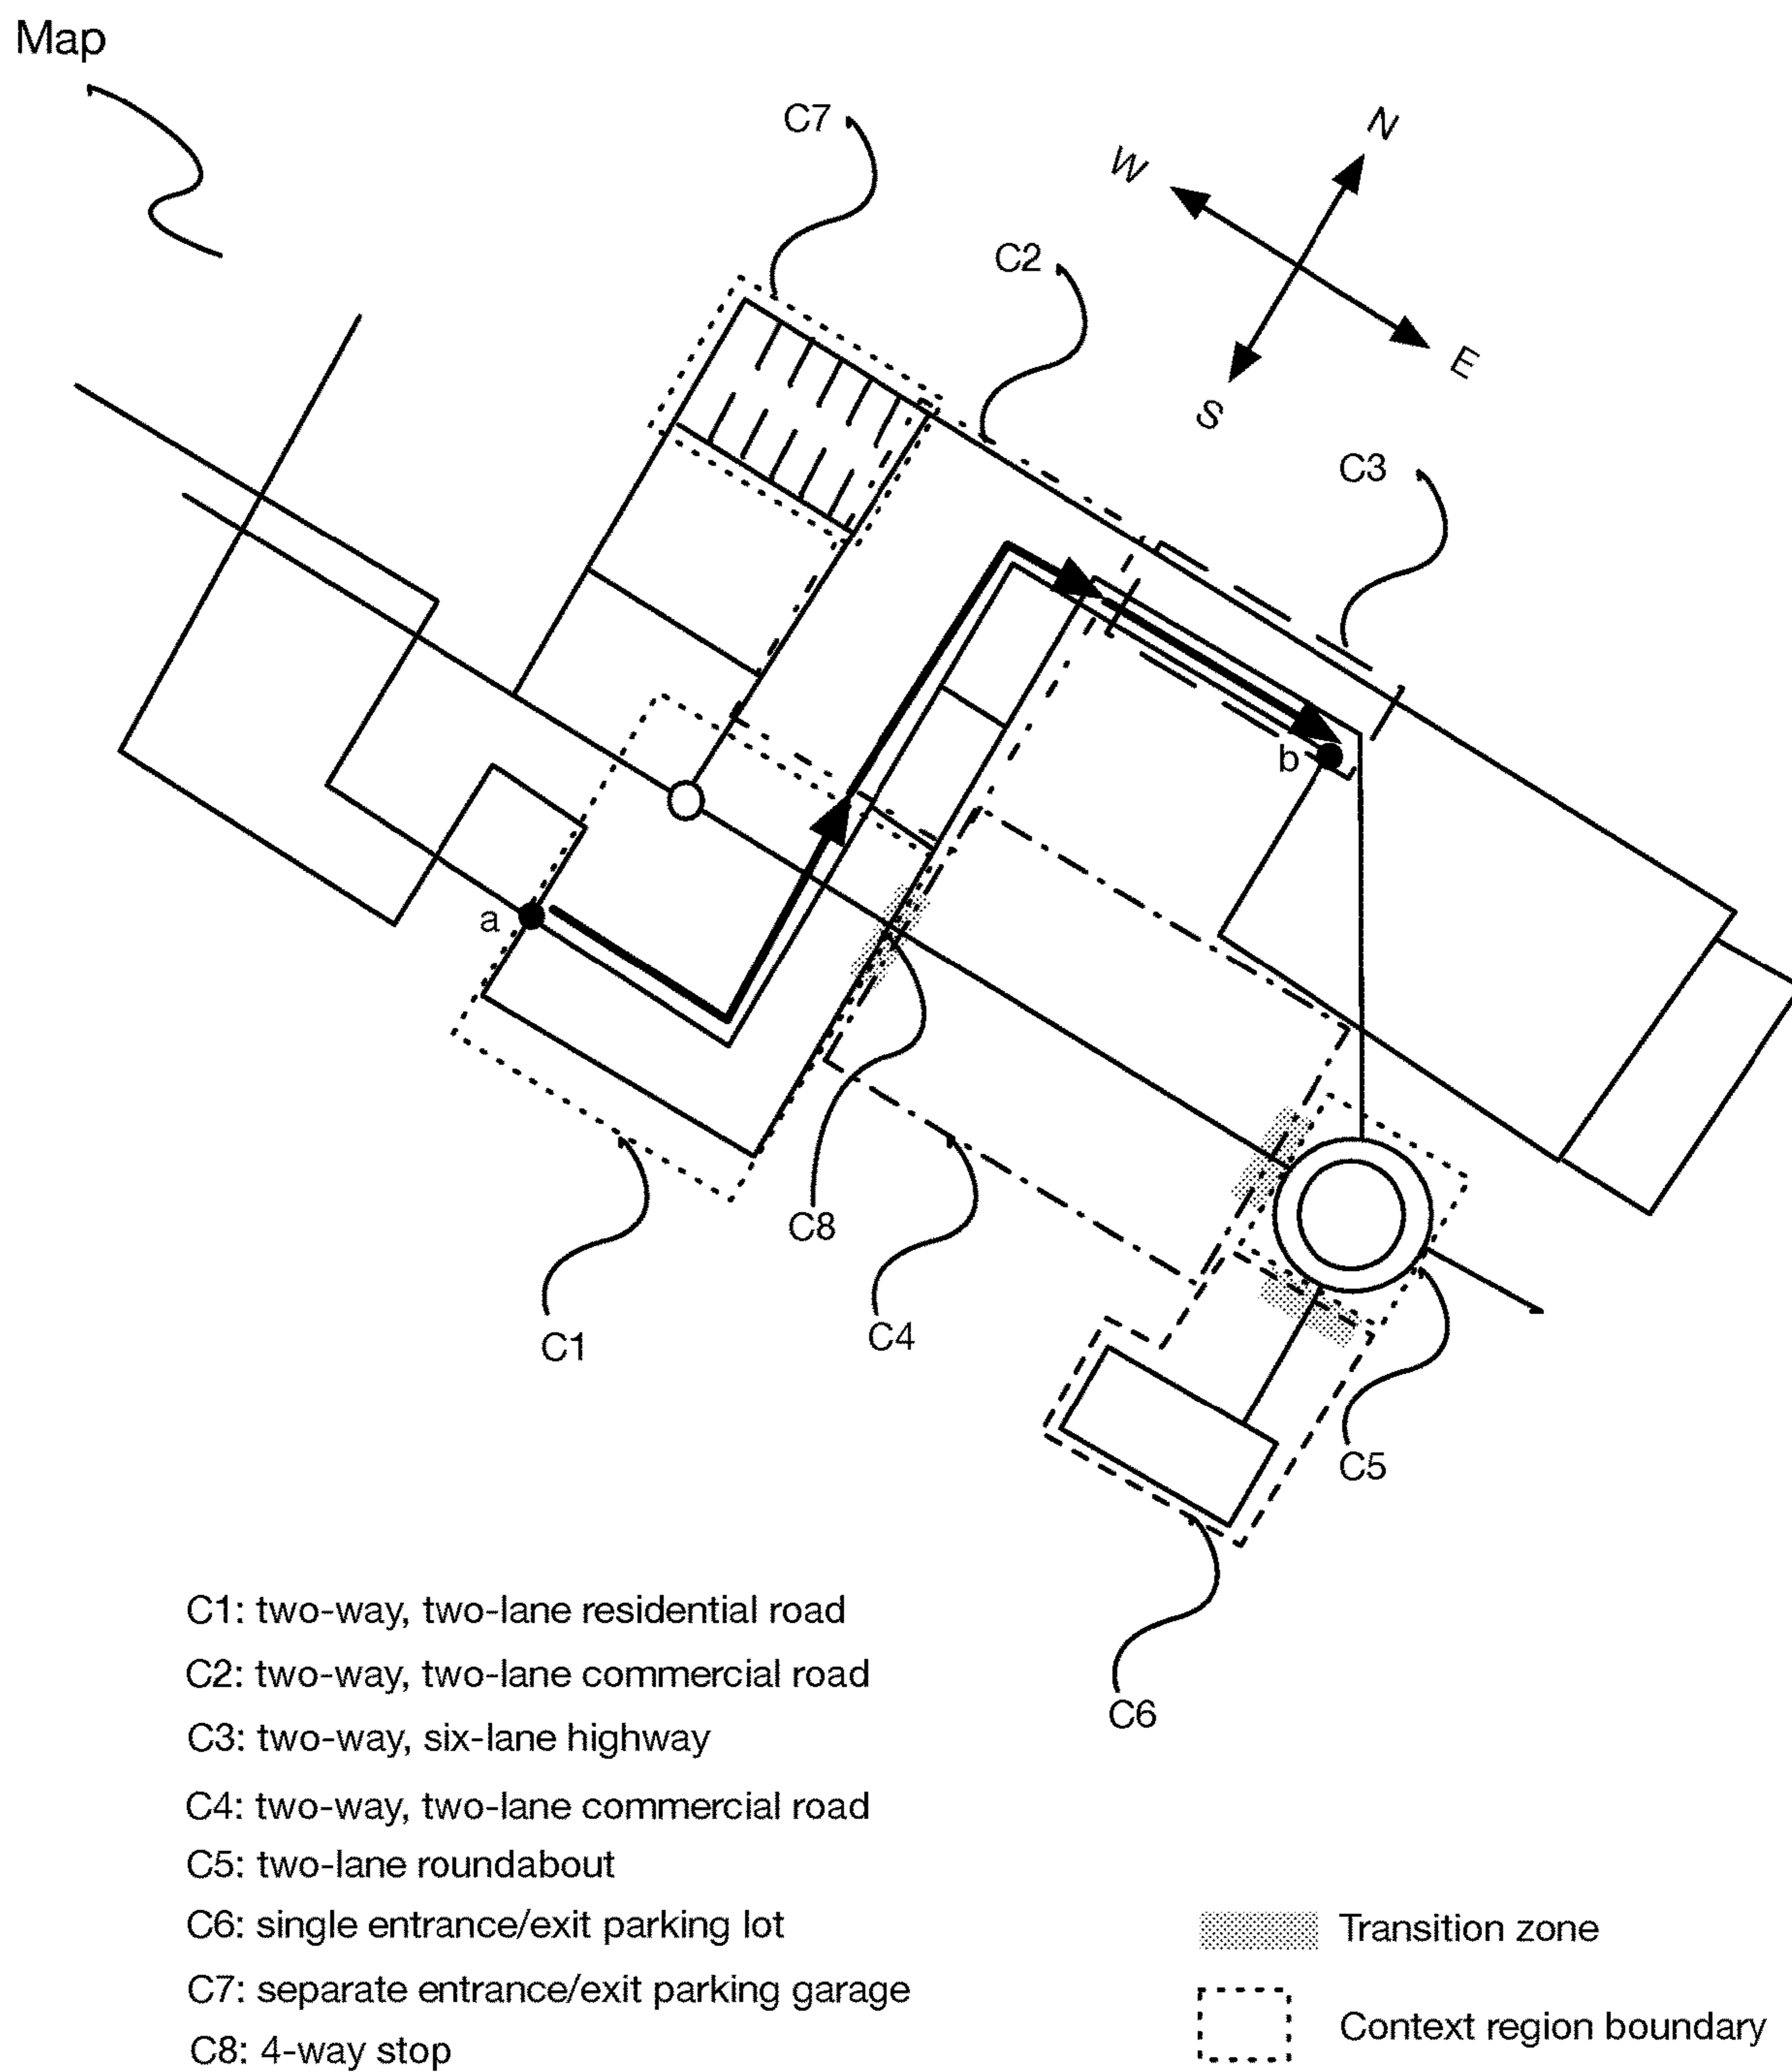 Map
C7
N
W
C2
E
S
C3
b
a
C8
C1
C4
C5
C6
C1: two-way, two-lane residential road
C2: two-way, two-lane commercial road
C3: two-way, six-lane highway
C4: two-way, two-lane commercial road
C5: two-lane roundabout
C6: single entrance/exit parking lot
C7: separate entrance/exit parking garage
C8: 4-way stop
Transition zone
Context region boundary